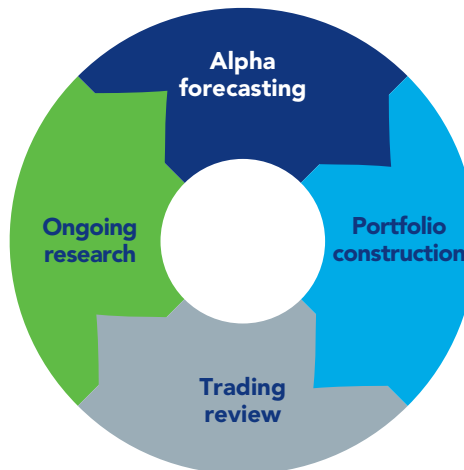 Alpha
forecasting
Portfolio
construction
Trading
review
Ongoing
research